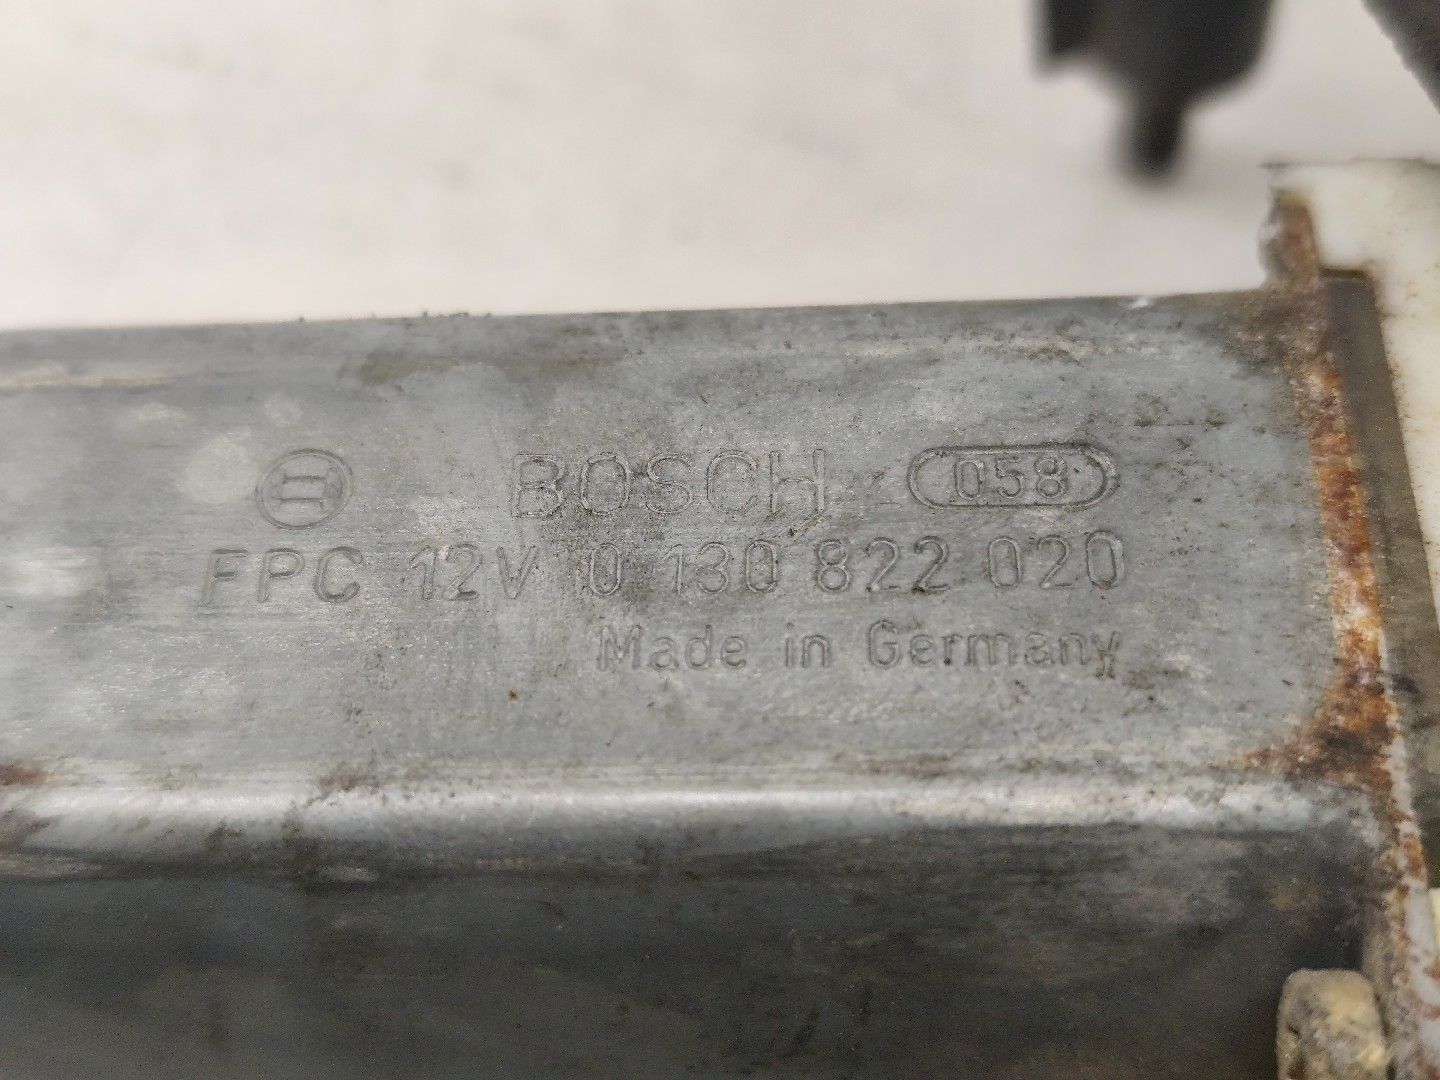 BOSCH 058
FPC 12V 0 130 822 020
Made in Germany